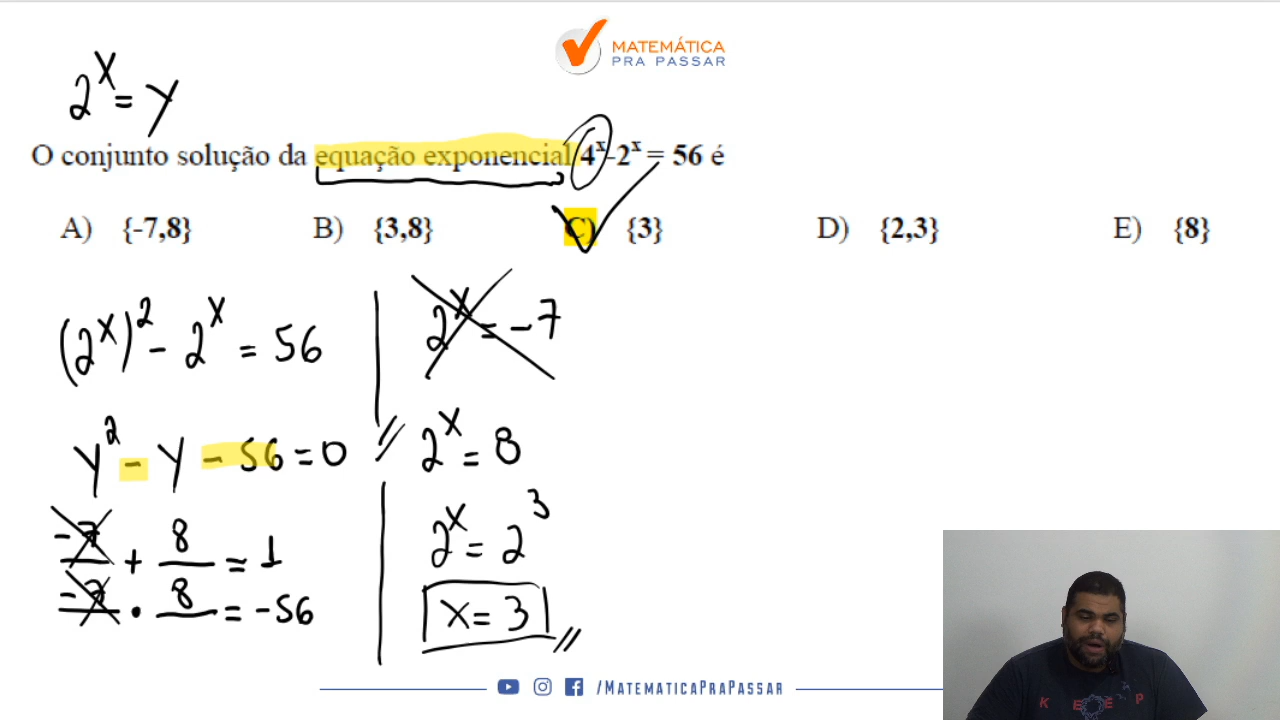 MATEMÁTICA
PRA PASSAR
2^x = y
O conjunto solução da equação exponencial 4^x-2^x = 56 é
A) {-7,8} B) {3,8} C) {3} D) {2,3} E) {8}
(2^x)^2 - 2^x = 56
y^2 - y - 56 = 0
-7 + 8 = 1
-7 . 8 = -56
2^x = -7
2^x = 8
2^x = 2^3
x = 3
KEEP
/MATEMATICAPRAPASSAR